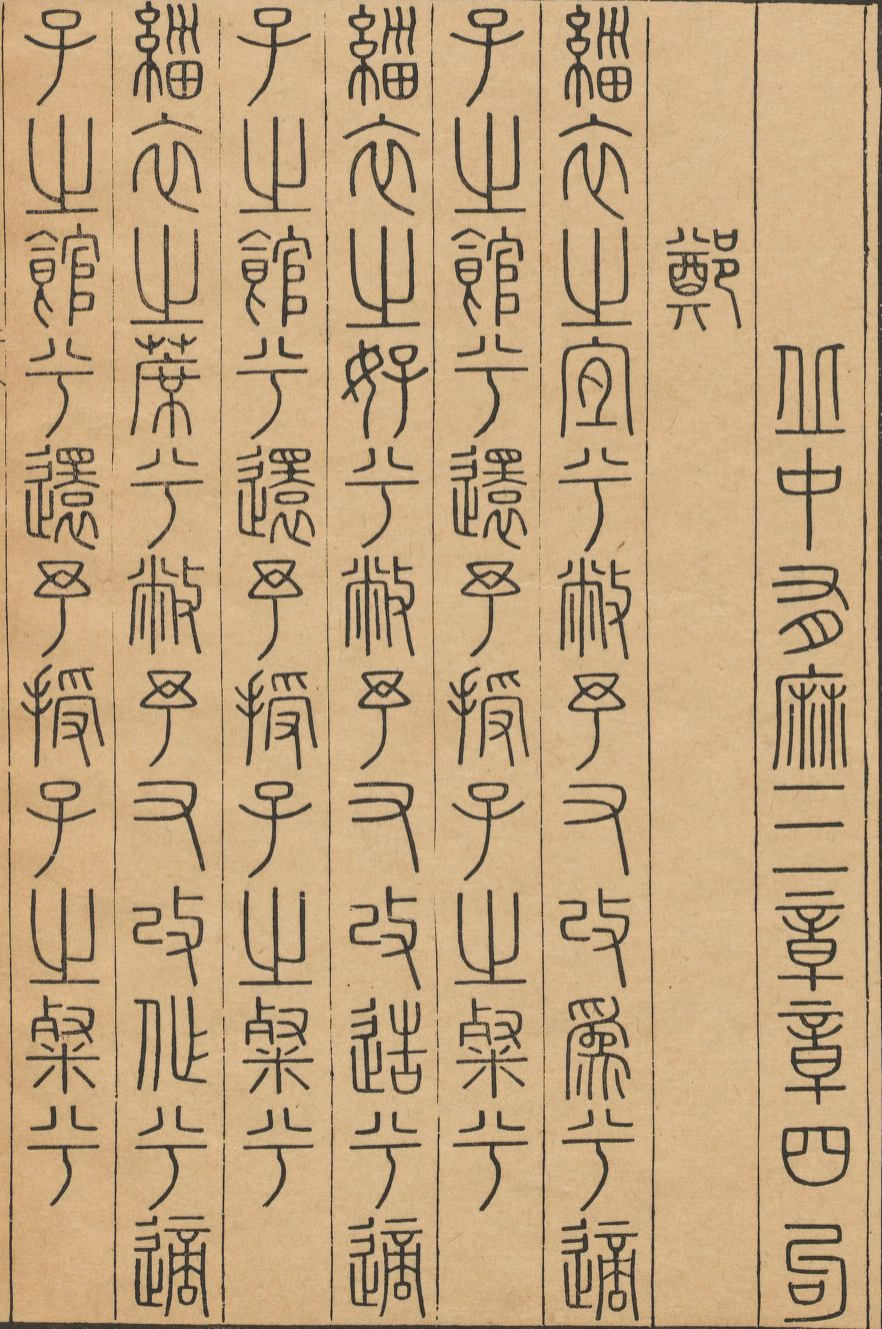 丘中有麻三章章四句
鄭
緇衣之宜兮敝予又改為兮適
子之館兮還予授子之粲兮
緇衣之好兮敝予又改造兮適
子之館兮還予授子之粲兮
緇衣之蓆兮敝予又改作兮適
子之館兮還予授子之粲兮